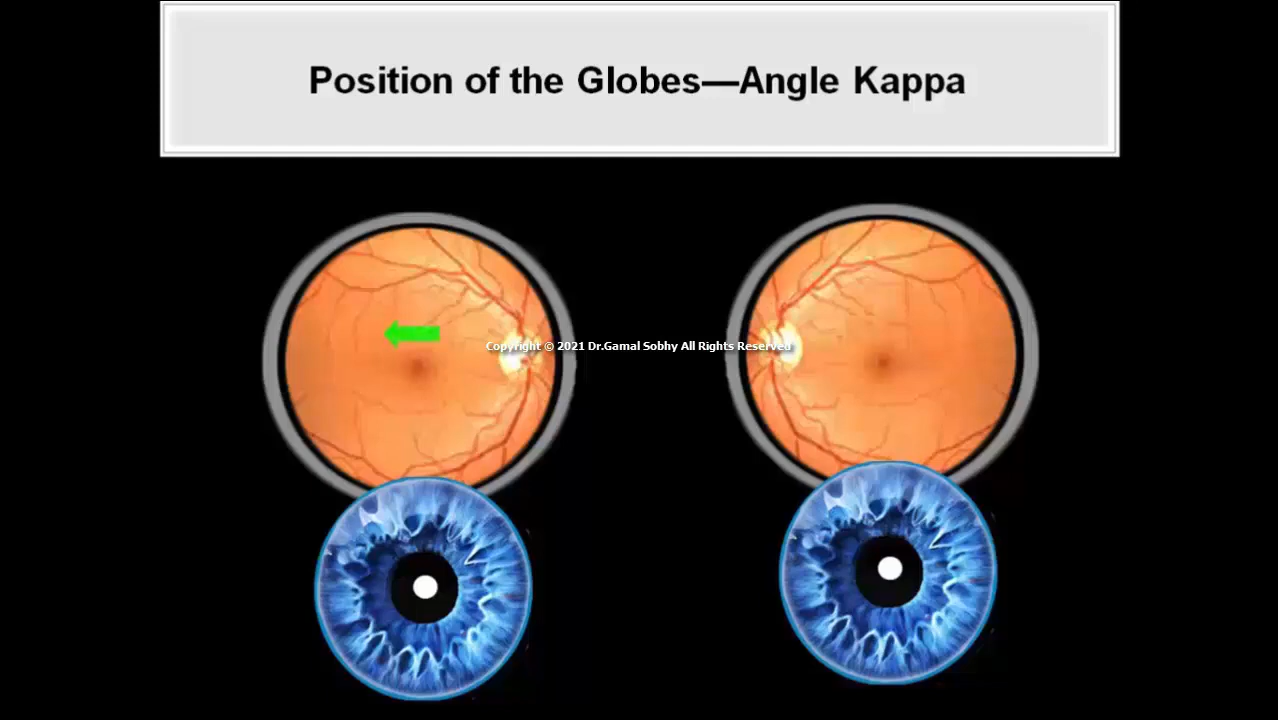 Position of the Globes—Angle Kappa
Copyright © 2021 Dr.Gamal Sobhy All Rights Reserved